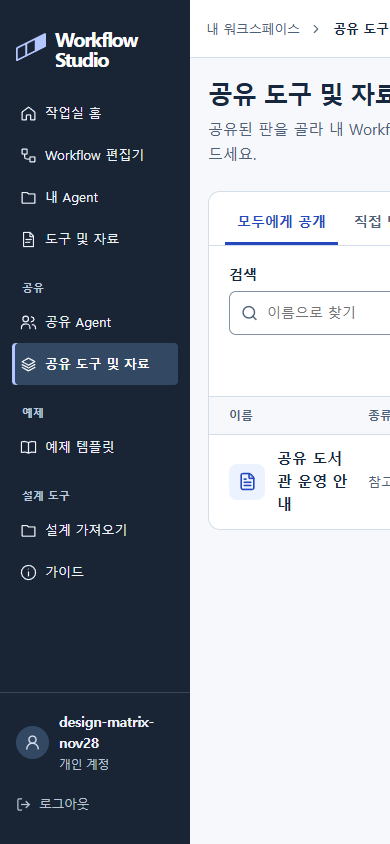 Workflow
Studio
작업실 홈
Workflow 편집기
내 Agent
도구 및 자료
공유
공유 Agent
공유 도구 및 자료
예제
예제 템플릿
설계 도구
설계 가져오기
가이드
design-matrix-
nov28
개인 계정
로그아웃
내 워크스페이스 > 공유 도구
공유 도구 및 자료
공유된 판을 골라 내 Workf
드세요.
모두에게 공개 직접
검색
이름으로 찾기
이름 종류
공유 도서
관 운영 안
내
참고